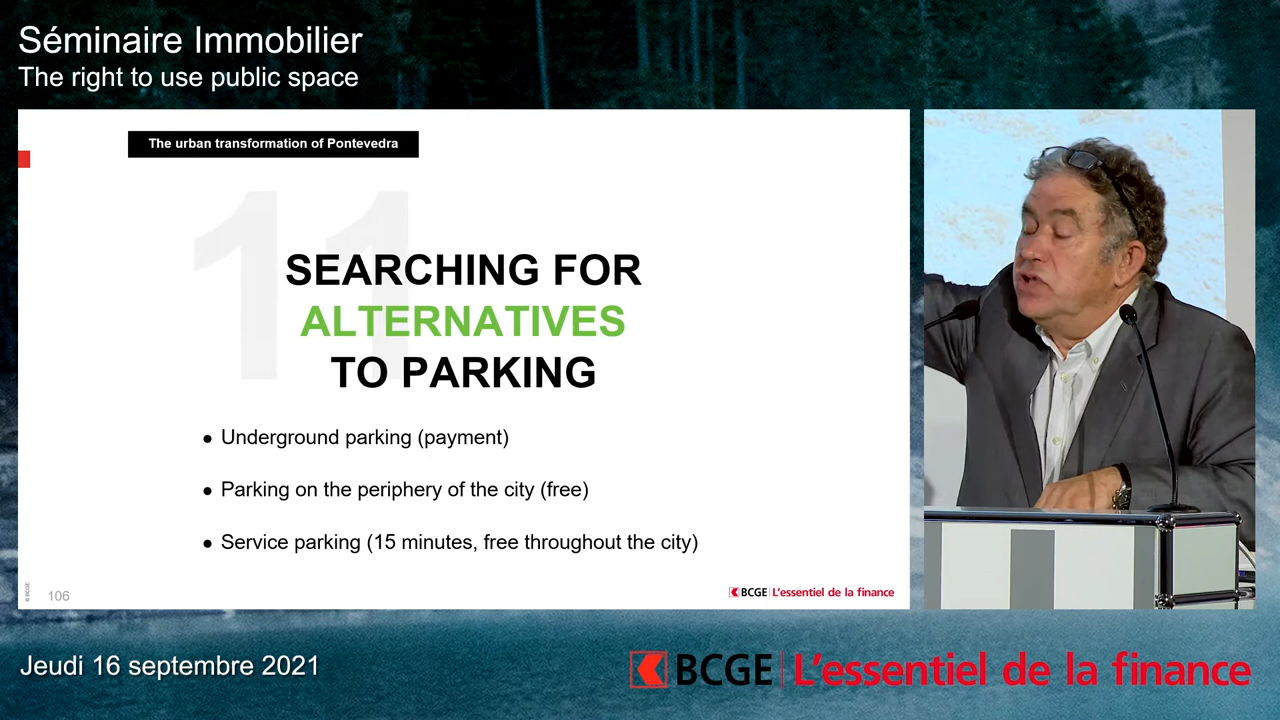 Séminaire Immobilier
The right to use public space
The urban transformation of Pontevedra
11
SEARCHING FOR
ALTERNATIVES
TO PARKING
● Underground parking (payment)
● Parking on the periphery of the city (free)
● Service parking (15 minutes, free throughout the city)
© BCGE
106
BCGE | L'essentiel de la finance
Jeudi 16 septembre 2021
BCGE | L'essentiel de la finance